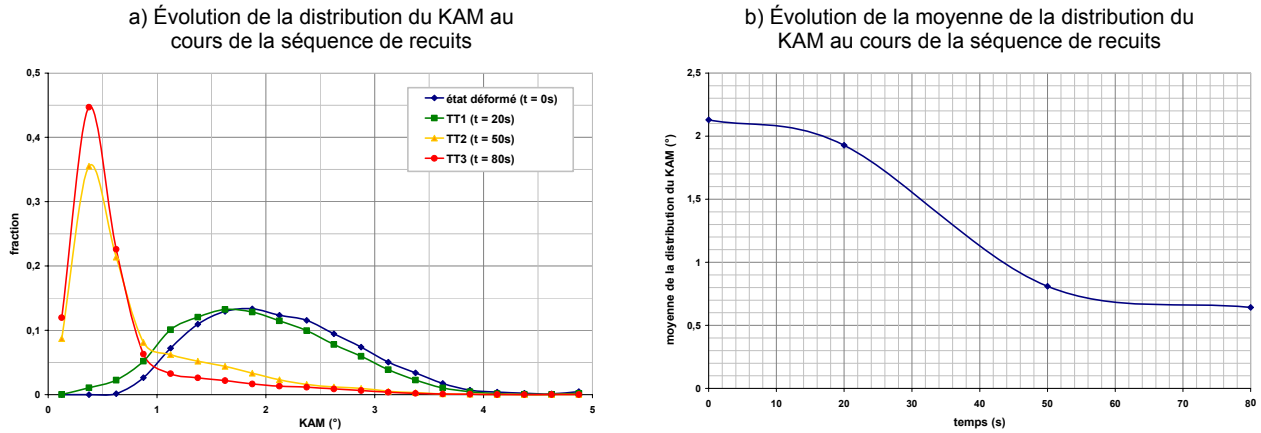 a) Évolution de la distribution du KAM au
cours de la séquence de recuits
0,5
0,4
0,3
0,2
0,1
0
fraction
0 1 2 3 4 5
KAM (°)
état déformé (t = 0s)
TT1 (t = 20s)
TT2 (t = 50s)
TT3 (t = 80s)
b) Évolution de la moyenne de la distribution du
KAM au cours de la séquence de recuits
2,5
2
1,5
1
0,5
0
moyenne de la distribution du KAM (°)
0 10 20 30 40 50 60 70 80
temps (s)